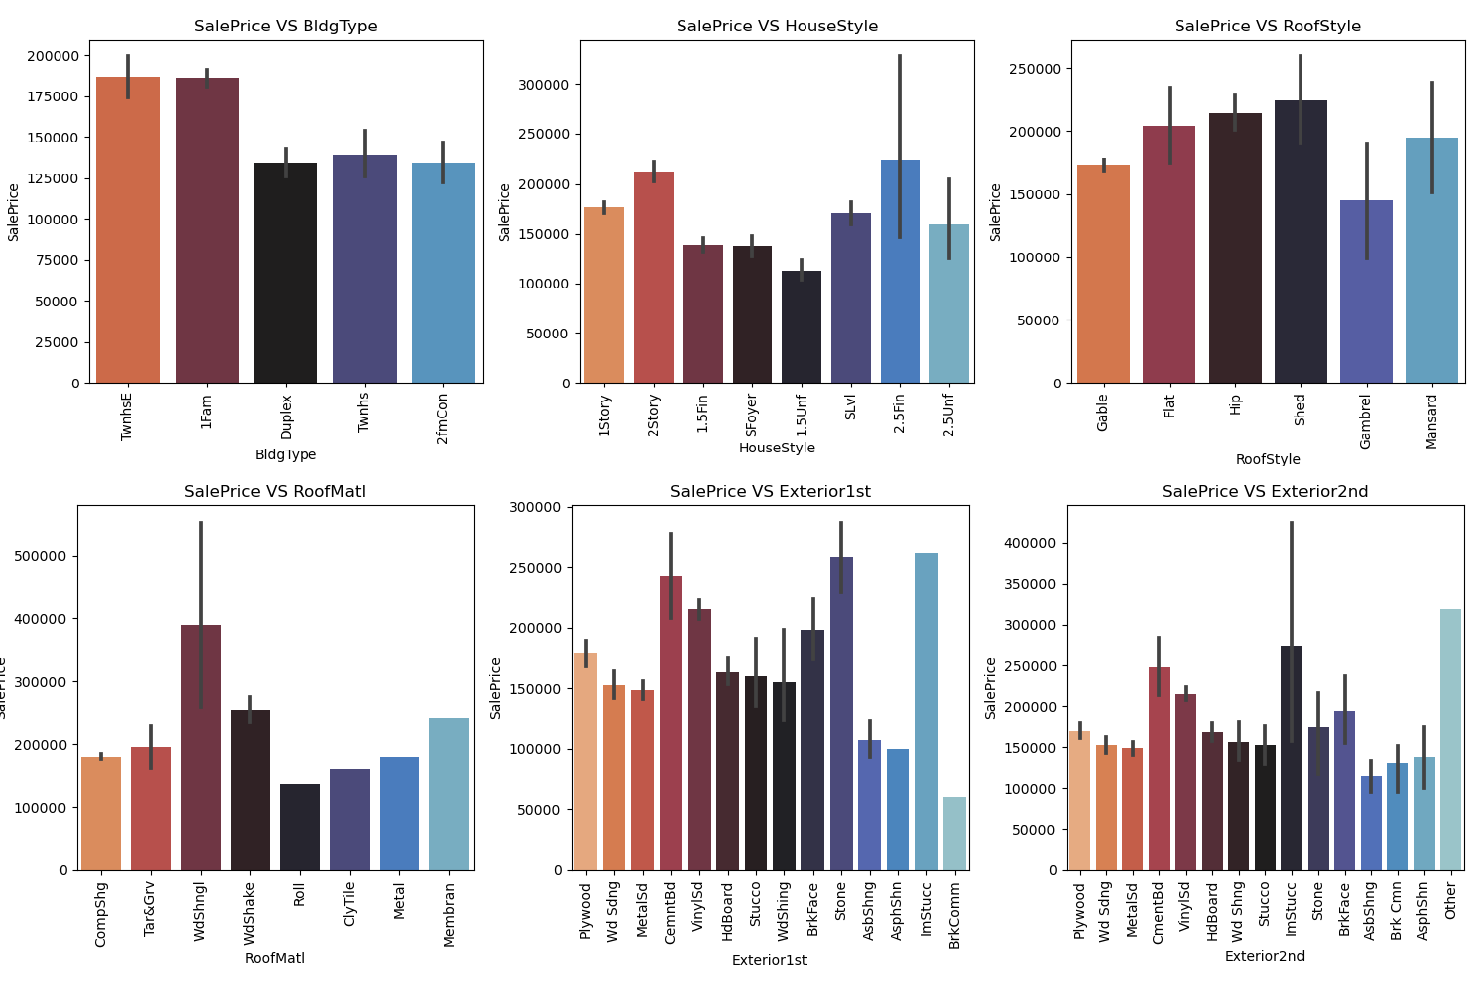 SalePrice VS BldgType
SalePrice
200000
175000
150000
125000
100000
75000
50000
25000
0
TwnhsE
1Fam
Duplex
Twnhs
2fmCon
BldgType
SalePrice VS HouseStyle
SalePrice
300000
250000
200000
150000
100000
50000
0
1Story
2Story
1.5Fin
SFoyer
1.5Unf
SLvl
2.5Fin
2.5Unf
HouseStyle
SalePrice VS RoofStyle
SalePrice
250000
200000
150000
100000
50000
0
Gable
Flat
Hip
Shed
Gambrel
Mansard
RoofStyle
SalePrice VS RoofMatl
SalePrice
500000
400000
300000
200000
100000
0
CompShg
Tar&Grv
WdShngl
WdShake
Roll
ClyTile
Metal
Membran
RoofMatl
SalePrice VS Exterior1st
SalePrice
300000
250000
200000
150000
100000
50000
0
Plywood
Wd Sdng
MetalSd
CemntBd
VinylSd
HdBoard
Stucco
WdShing
BrkFace
Stone
AsbShng
AsphShn
ImStucc
BrkComm
Exterior1st
SalePrice VS Exterior2nd
SalePrice
400000
350000
300000
250000
200000
150000
100000
50000
0
Plywood
Wd Sdng
MetalSd
CmentBd
VinylSd
HdBoard
Wd Shng
Stucco
ImStucc
Stone
BrkFace
AsbShng
Brk Cmn
AsphShn
Other
Exterior2nd